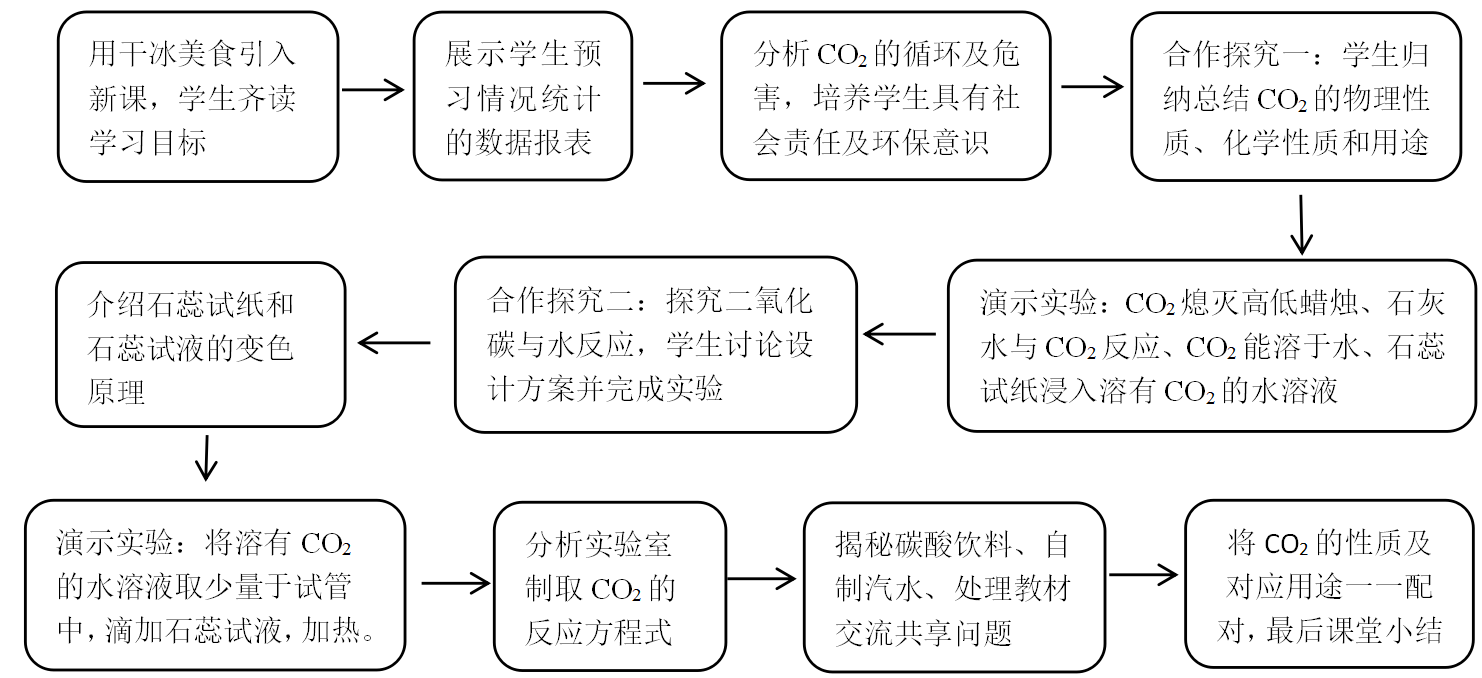 用干冰美食引入
新课，学生齐读
学习目标
展示学生预
习情况统计
的数据报表
分析 CO₂ 的循环及危
害，培养学生具有社
会责任及环保意识
合作探究一：学生归
纳总结 CO₂ 的物理性
质、化学性质和用途
演示实验：CO₂ 熄灭高低蜡烛、石灰
水与 CO₂ 反应、CO₂ 能溶于水、石蕊
试纸浸入溶有 CO₂ 的水溶液
合作探究二：探究二氧化
碳与水反应，学生讨论设
计方案并完成实验
介绍石蕊试纸和
石蕊试液的变色
原理
演示实验：将溶有 CO₂
的水溶液取少量于试管
中，滴加石蕊试液，加热。
分析实验室
制取 CO₂ 的
反应方程式
揭秘碳酸饮料、自
制汽水、处理教材
交流共享问题
将 CO₂ 的性质及
对应用途一一配
对，最后课堂小结